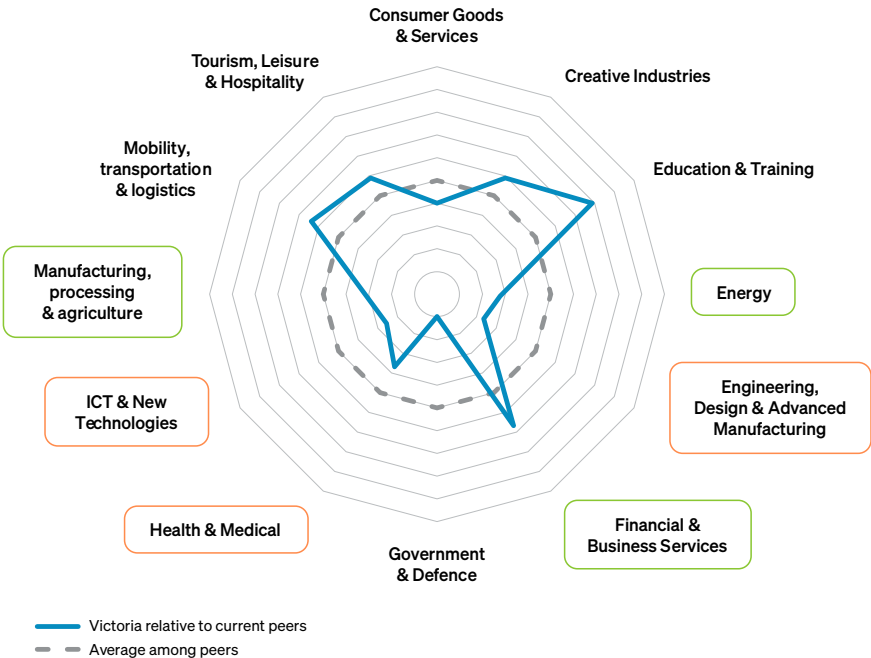 Consumer Goods
& Services
Creative Industries
Education & Training
Energy
Engineering,
Design & Advanced
Manufacturing
Financial &
Business Services
Government
& Defence
Health & Medical
ICT & New
Technologies
Manufacturing,
processing
& agriculture
Mobility,
transportation
& logistics
Tourism, Leisure
& Hospitality
Victoria relative to current peers
Average among peers